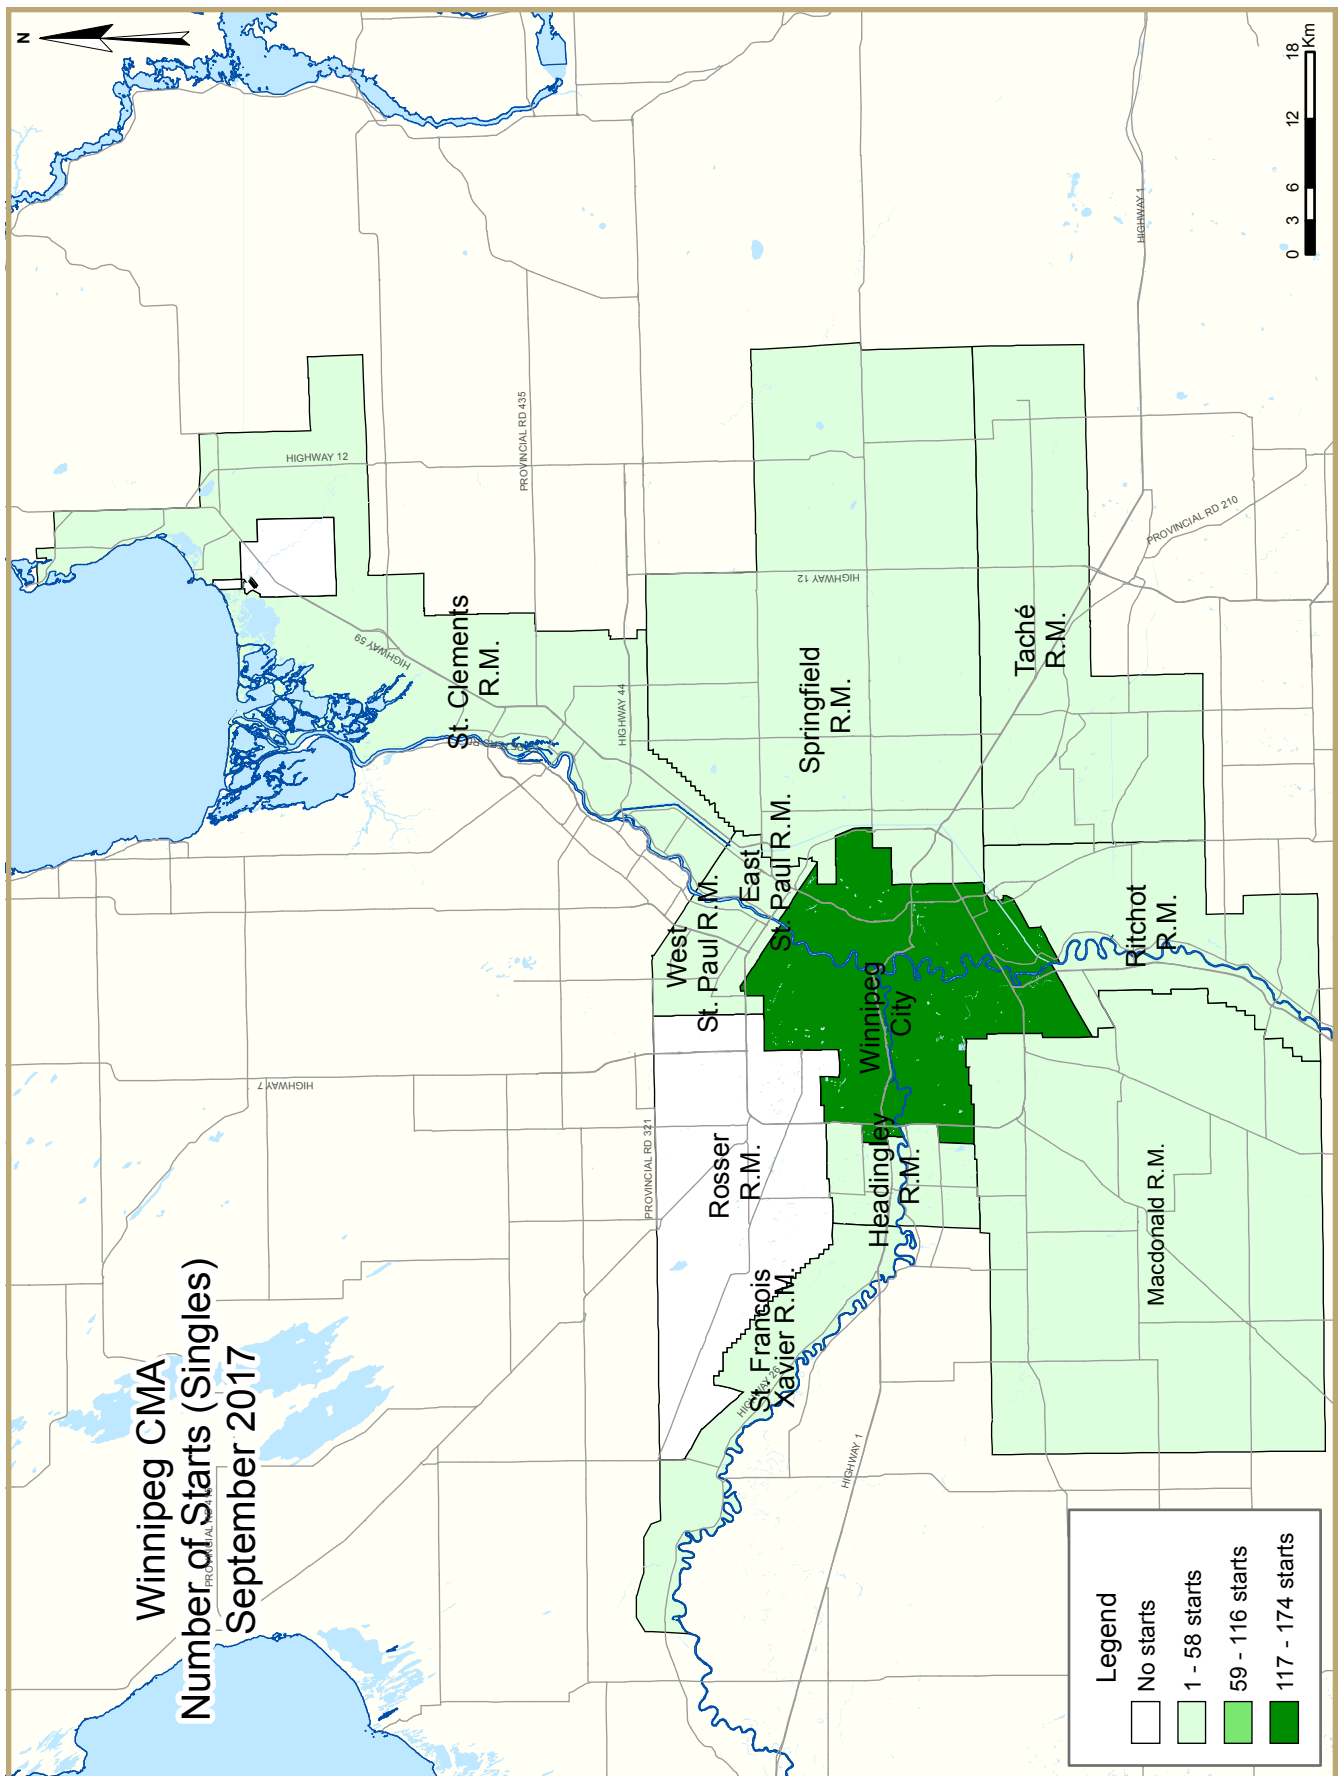 Winnipeg CMA
Number of Starts (Singles)
September 2017
N
HIGHWAY 12
PROVINCIAL RD 435
HIGHWAY 59
St. Clements
R.M.
HIGHWAY 44
HIGHWAY 12
Springfield
R.M.
Taché
R.M.
HIGHWAY 1
PROVINCIAL RD 210
East
St. Paul R.M.
West
St. Paul R.M.
Winnipeg
City
Ritchot
R.M.
HIGHWAY 7
PROVINCIAL RD 321
Rosser
R.M.
Headingley
R.M.
Macdonald R.M.
St. Francois
Xavier R.M.
HIGHWAY 26
HIGHWAY 1
Legend
No starts
1 - 58 starts
59 - 116 starts
117 - 174 starts
0 3 6 12 18
Km